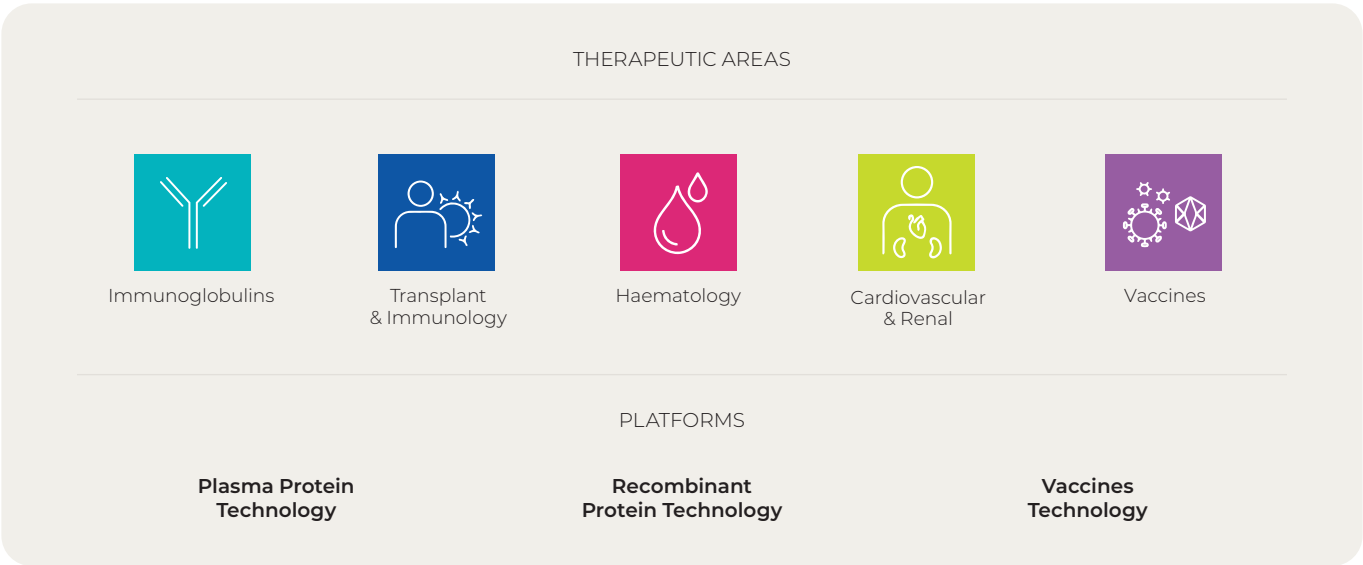 THERAPEUTIC AREAS
Immunoglobulins
Transplant
& Immunology
Haematology
Cardiovascular
& Renal
Vaccines
PLATFORMS
Plasma Protein
Technology
Recombinant
Protein Technology
Vaccines
Technology